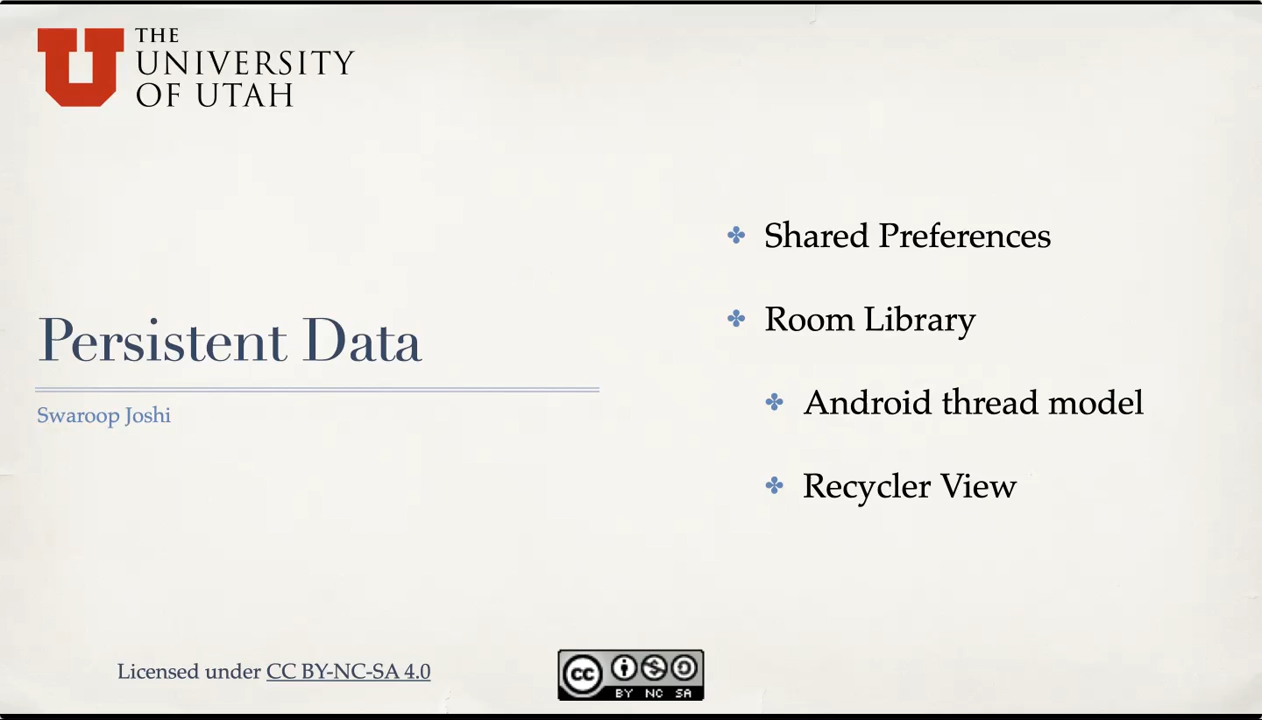 THE
UNIVERSITY
OF UTAH
Persistent Data
Swaroop Joshi
Shared Preferences
Room Library
Android thread model
Recycler View
Licensed under CC BY-NC-SA 4.0
cc
BY NC SA